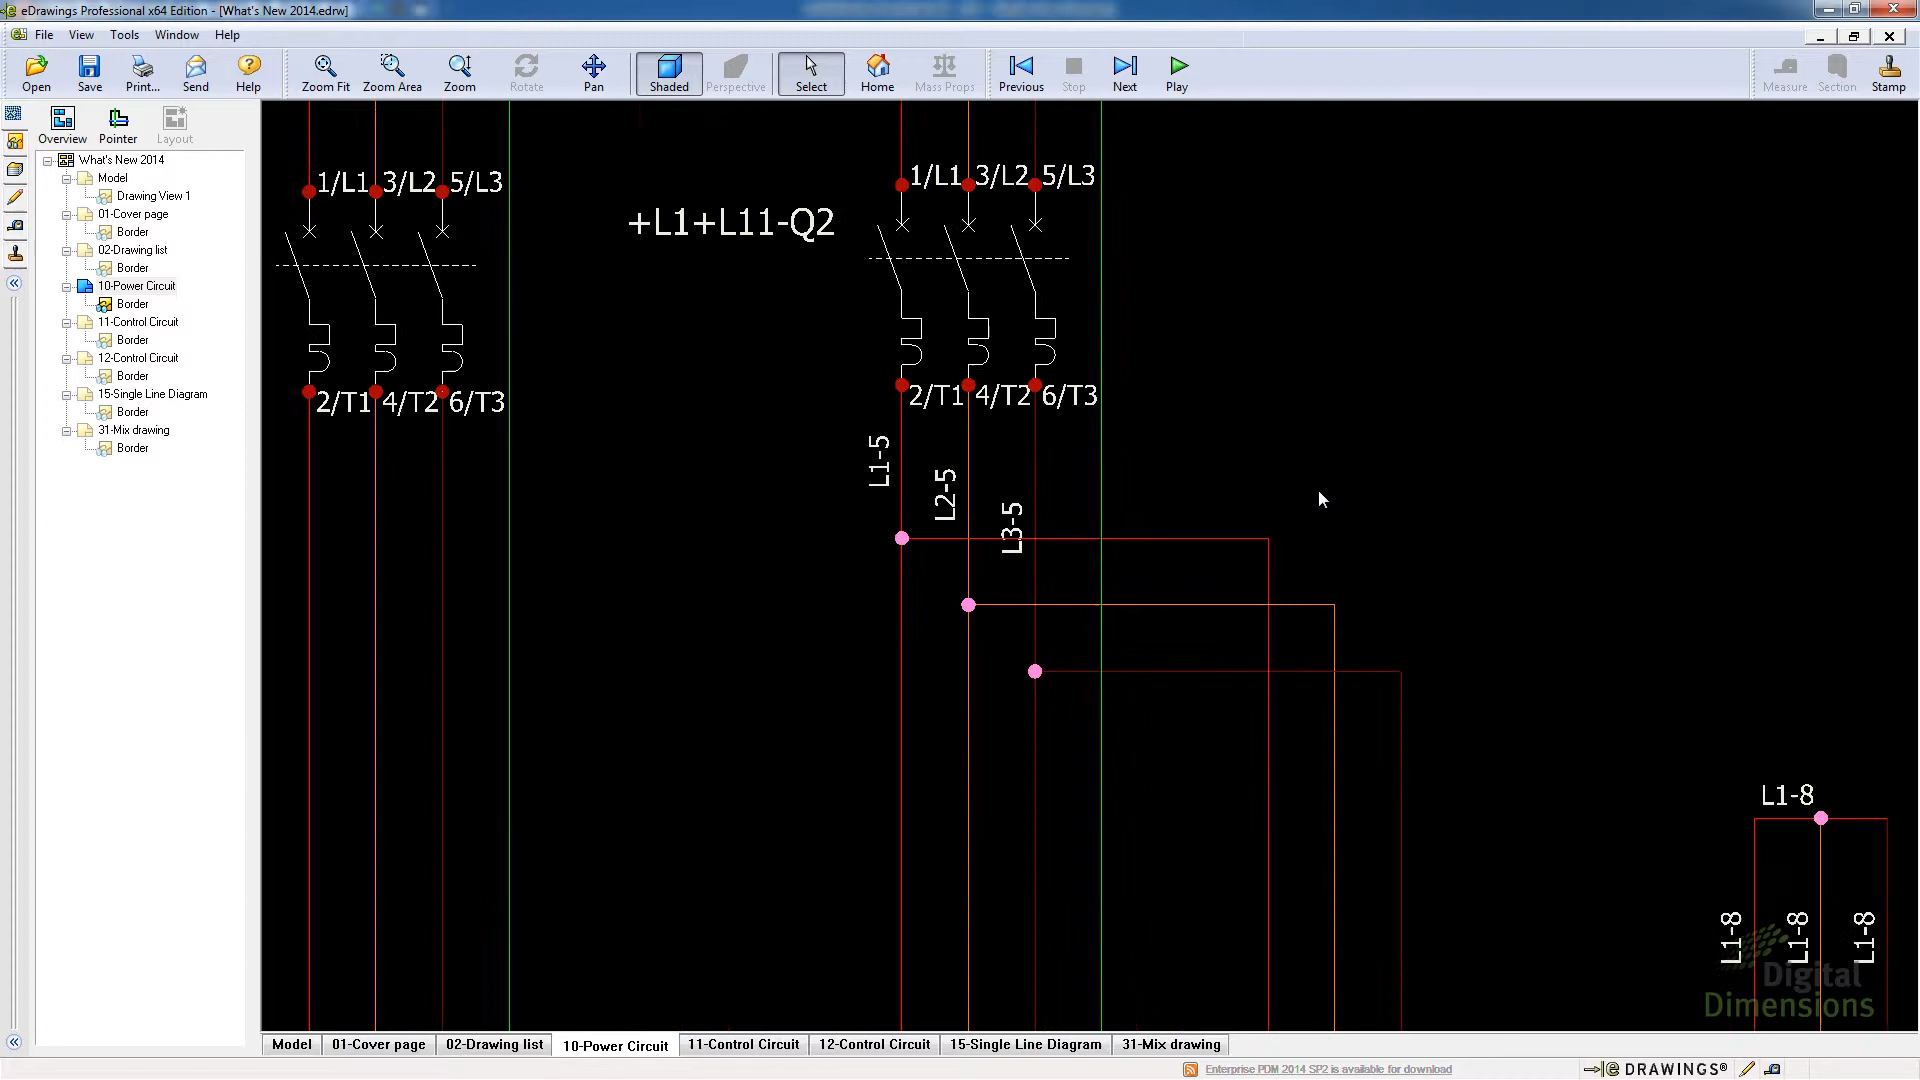 eDrawings Professional x64 Edition - [What's New 2014.edrw]
File View Tools Window Help
Open Save Print... Send Help Zoom Fit Zoom Area Zoom Rotate Pan Shaded Perspective Select Home Mass Props Previous Stop Next Play Measure Section Stamp
Overview Pointer Layout
What's New 2014
Model
Drawing View 1
01-Cover page
Border
02-Drawing list
Border
10-Power Circuit
Border
11-Control Circuit
Border
12-Control Circuit
Border
15-Single Line Diagram
Border
31-Mix drawing
Border
1/L1 3/L2 5/L3
2/T1 4/T2 6/T3
+L1+L11-Q2
1/L1 3/L2 5/L3
2/T1 4/T2 6/T3
L1-5
L2-5
L3-5
L1-8
L1-8 L1-8 L1-8
Digital
Dimensions
Model 01-Cover page 02-Drawing list 10-Power Circuit 11-Control Circuit 12-Control Circuit 15-Single Line Diagram 31-Mix drawing
Enterprise PDM 2014 SP2 is available for download
e DRAWINGS®